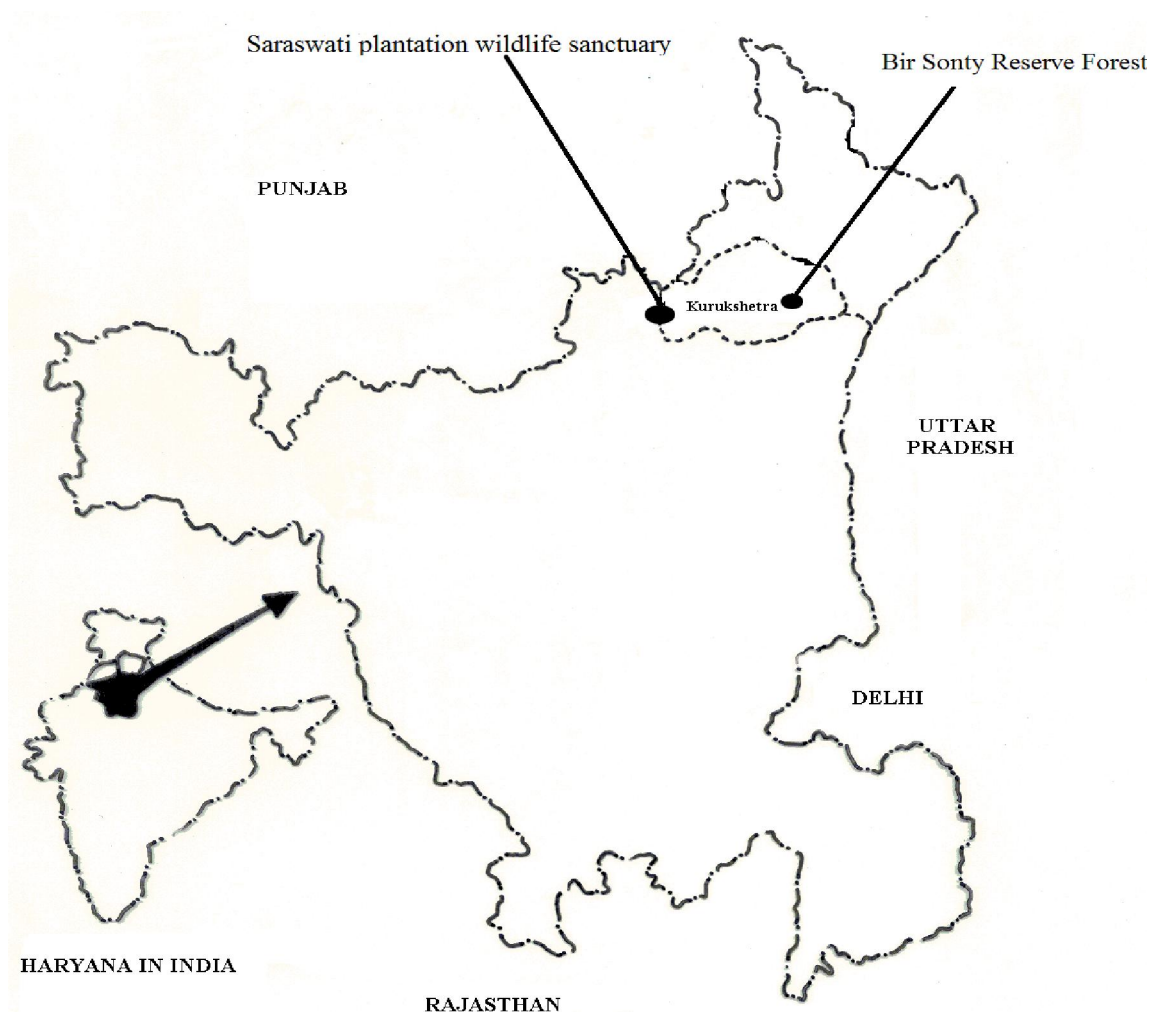 Saraswati plantation wildlife sanctuary
Bir Sonty Reserve Forest
PUNJAB
Kurukshetra
UTTAR
PRADESH
DELHI
HARYANA IN INDIA
RAJASTHAN